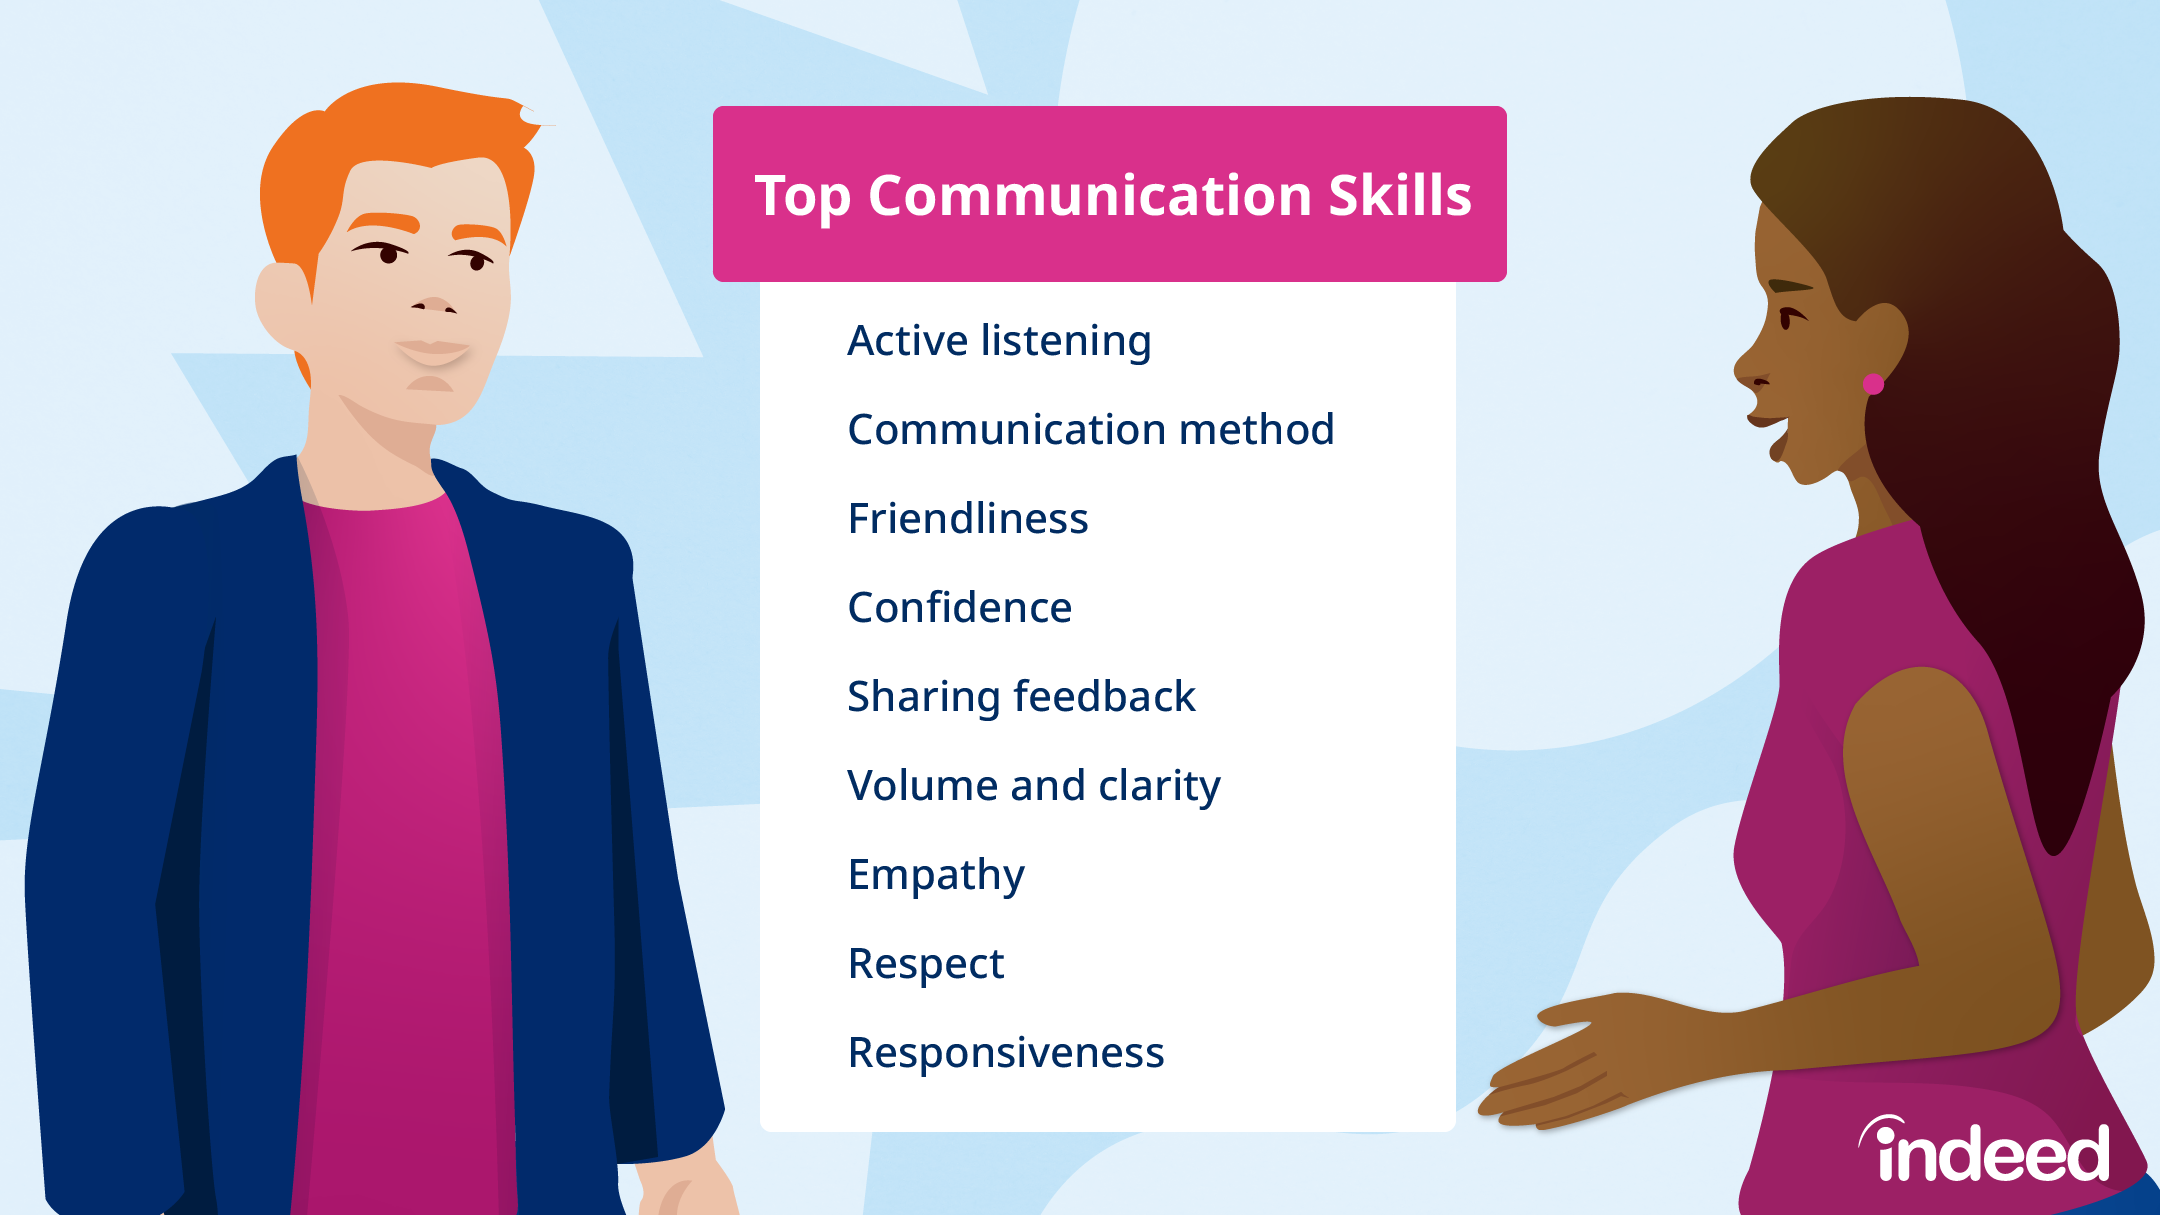 Top Communication Skills
Active listening
Communication method
Friendliness
Confidence
Sharing feedback
Volume and clarity
Empathy
Respect
Responsiveness
indeed